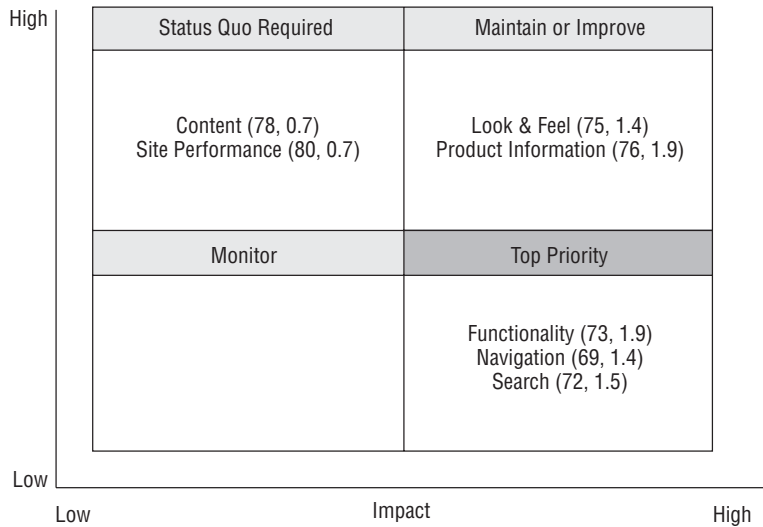 High
Status Quo Required
Maintain or Improve
Content (78, 0.7)
Site Performance (80, 0.7)
Look & Feel (75, 1.4)
Product Information (76, 1.9)
Monitor
Top Priority
Functionality (73, 1.9)
Navigation (69, 1.4)
Search (72, 1.5)
Low
Low
Impact
High